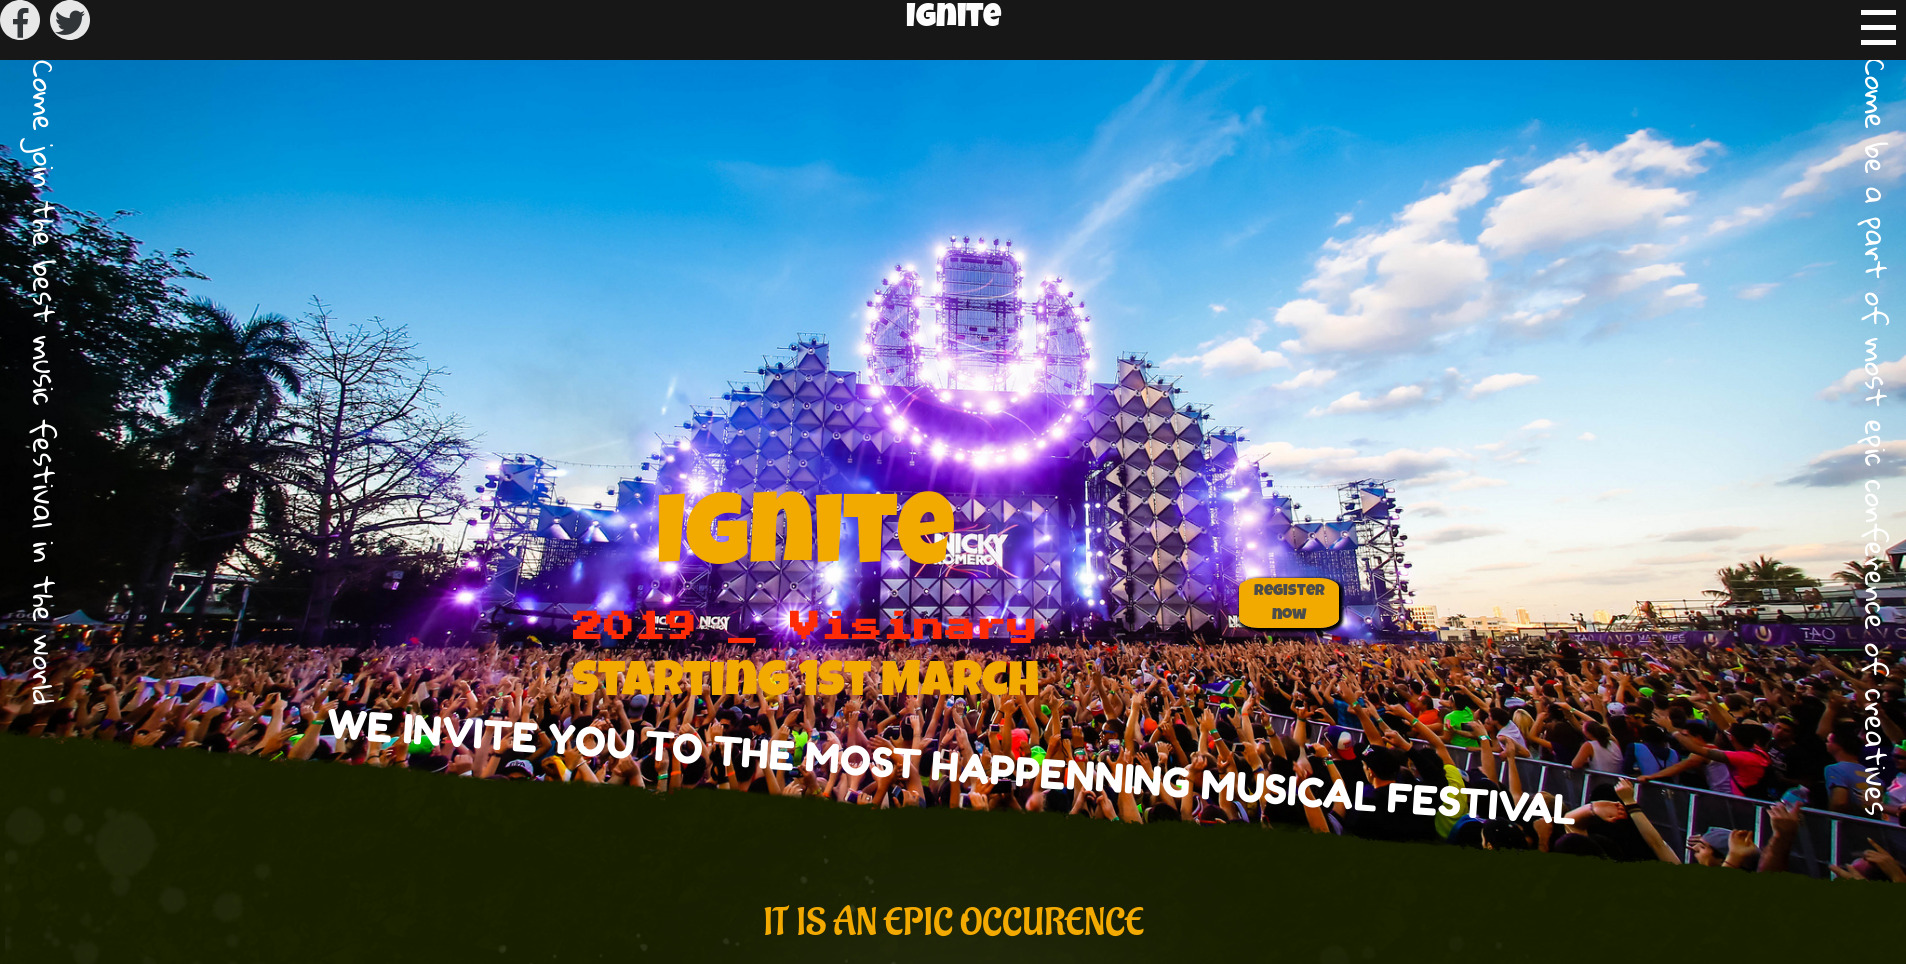 Ignite
Come join the best music festival in the world
Come be a part of most epic conference of creatives
Ignite
NICKY
ROMERO
Register
now
2019 _ Visinary
Starting 1st March
WE INVITE YOU TO THE MOST HAPPENNING MUSICAL FESTIVAL
IT IS AN EPIC OCCURENCE